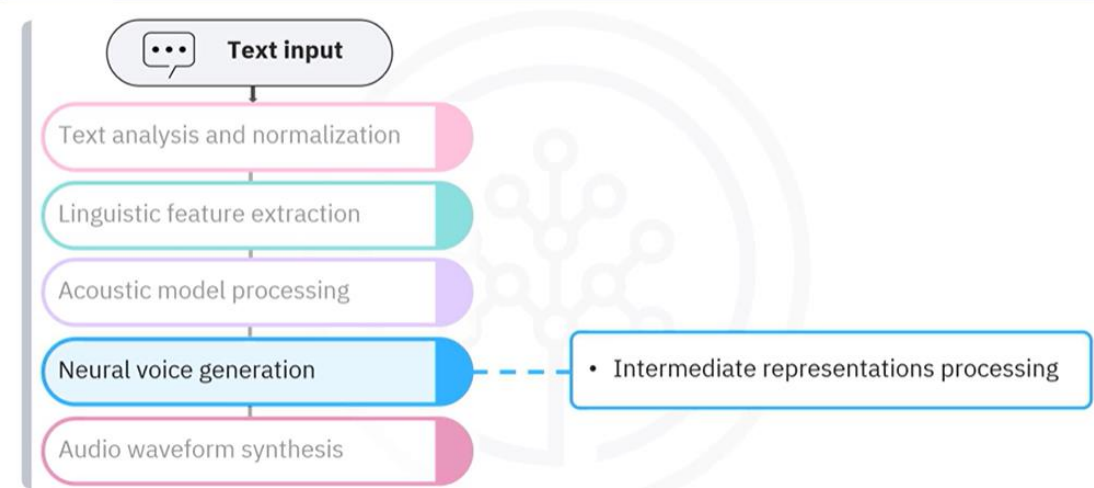 Text input
Text analysis and normalization
Linguistic feature extraction
Acoustic model processing
Neural voice generation
• Intermediate representations processing
Audio waveform synthesis